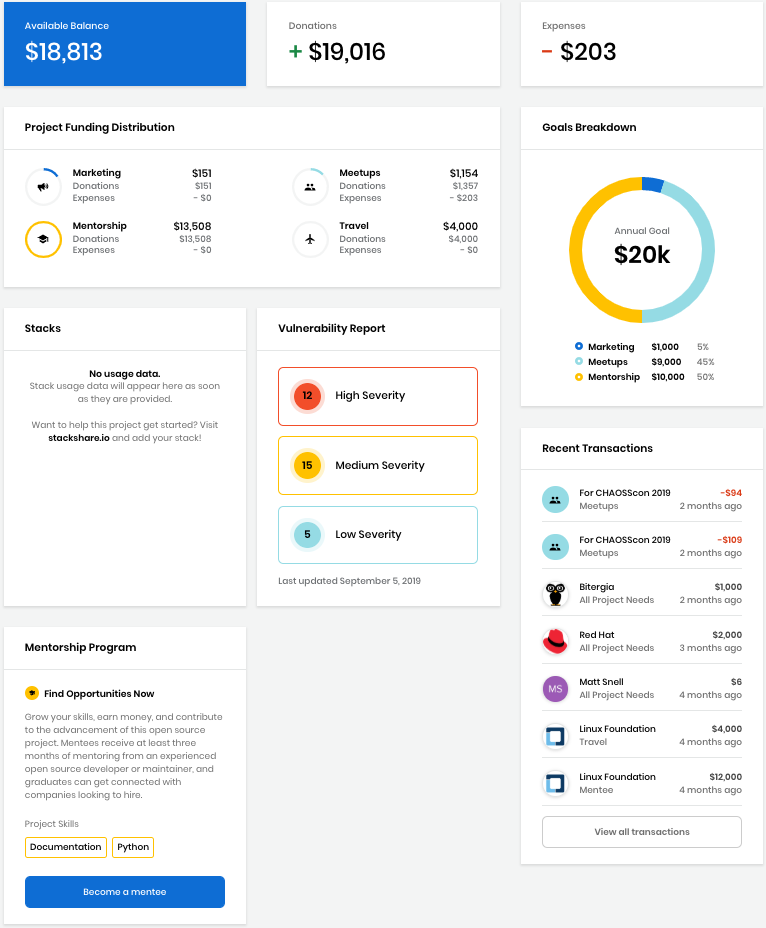 Available Balance
$18,813
Donations
+ $19,016
Expenses
- $203
Project Funding Distribution
Marketing $151
Donations $151
Expenses - $0
Meetups $1,154
Donations $1,357
Expenses - $203
Mentorship $13,508
Donations $13,508
Expenses - $0
Travel $4,000
Donations $4,000
Expenses - $0
Goals Breakdown
Annual Goal
$20k
Marketing $1,000 5%
Meetups $9,000 45%
Mentorship $10,000 50%
Stacks
No usage data.
Stack usage data will appear here as soon
as they are provided.
Want to help this project get started? Visit
stackshare.io and add your stack!
Vulnerability Report
12 High Severity
15 Medium Severity
5 Low Severity
Last updated September 5, 2019
Recent Transactions
For CHAOSScon 2019 -$94
Meetups 2 months ago
For CHAOSScon 2019 -$109
Meetups 2 months ago
Bitergia $1,000
All Project Needs 2 months ago
Red Hat $2,000
All Project Needs 3 months ago
MS Matt Snell $6
All Project Needs 4 months ago
Linux Foundation $4,000
Travel 4 months ago
Linux Foundation $12,000
Mentee 4 months ago
View all transactions
Mentorship Program
Find Opportunities Now
Grow your skills, earn money, and contribute
to the advancement of this open source
project. Mentees receive at least three
months of mentoring from an experienced
open source developer or maintainer, and
graduates can get connected with
companies looking to hire.
Project Skills
Documentation Python
Become a mentee